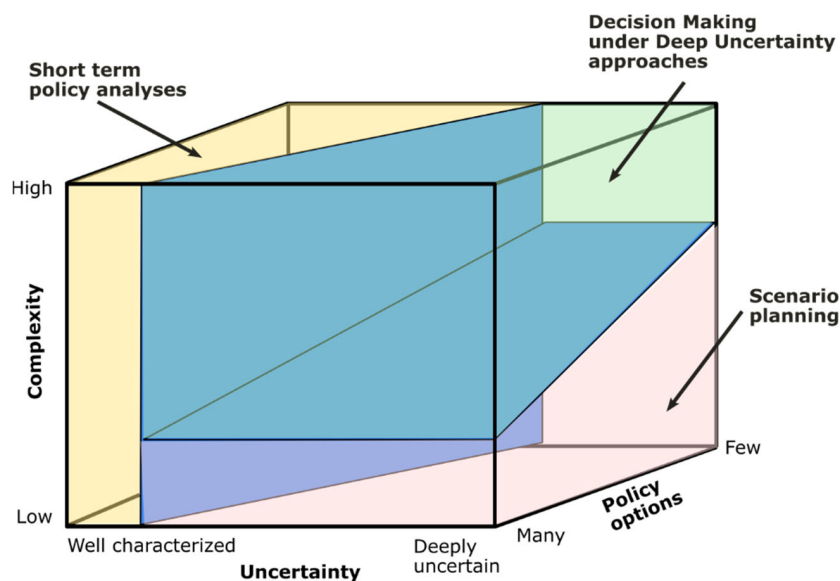 Decision Making
under Deep Uncertainty
approaches
Short term
policy analyses
High
Complexity
Scenario
planning
Low
Well characterized
Deeply
uncertain
Many
Policy
options
Few
Uncertainty